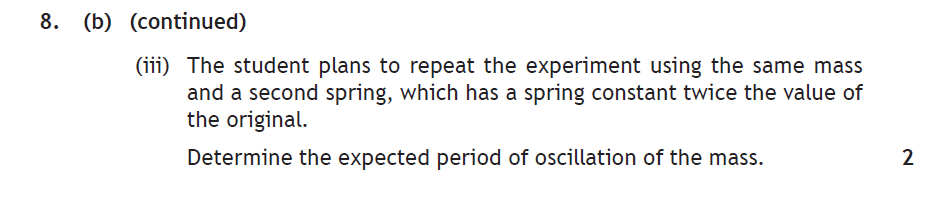 8. (b) (continued)
(iii) The student plans to repeat the experiment using the same mass
and a second spring, which has a spring constant twice the value of
the original.
Determine the expected period of oscillation of the mass. 2